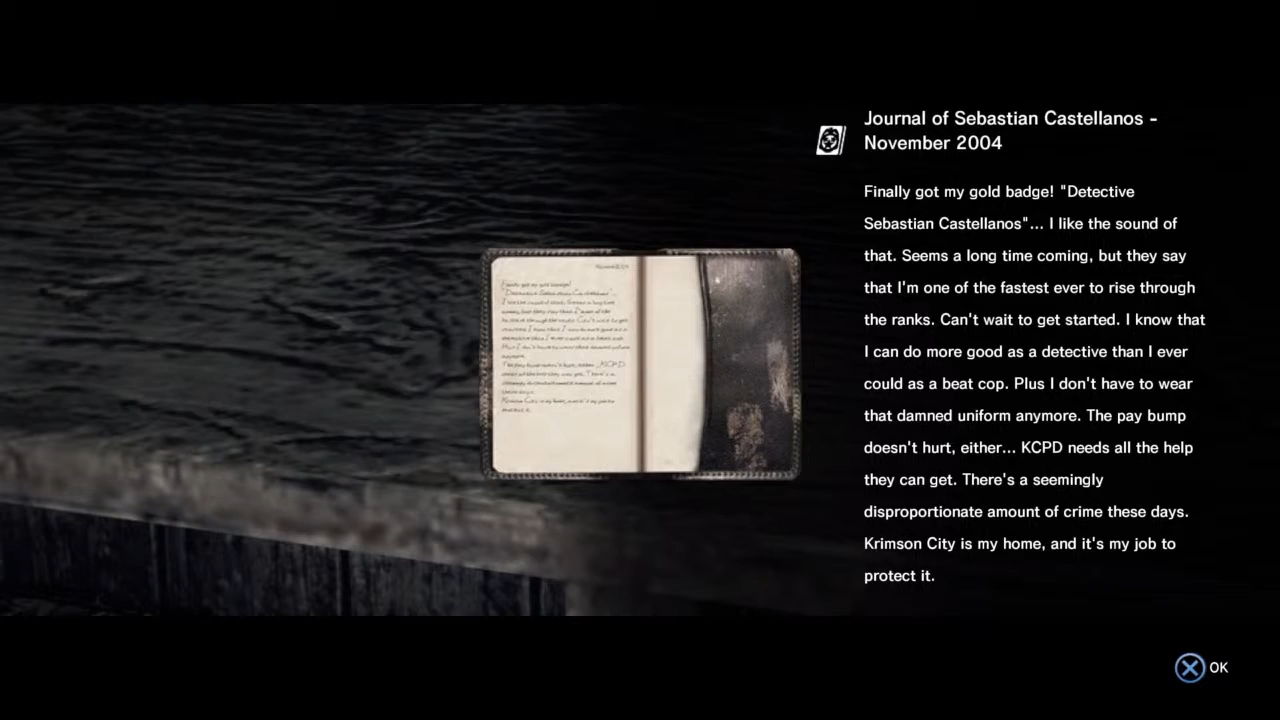 Journal of Sebastian Castellanos -
November 2004
Finally got my gold badge! "Detective
Sebastian Castellanos"... I like the sound of
that. Seems a long time coming, but they say
that I'm one of the fastest ever to rise through
the ranks. Can't wait to get started. I know that
I can do more good as a detective than I ever
could as a beat cop. Plus I don't have to wear
that damned uniform anymore. The pay bump
doesn't hurt, either... KCPD needs all the help
they can get. There's a seemingly
disproportionate amount of crime these days.
Krimson City is my home, and it's my job to
protect it.
OK